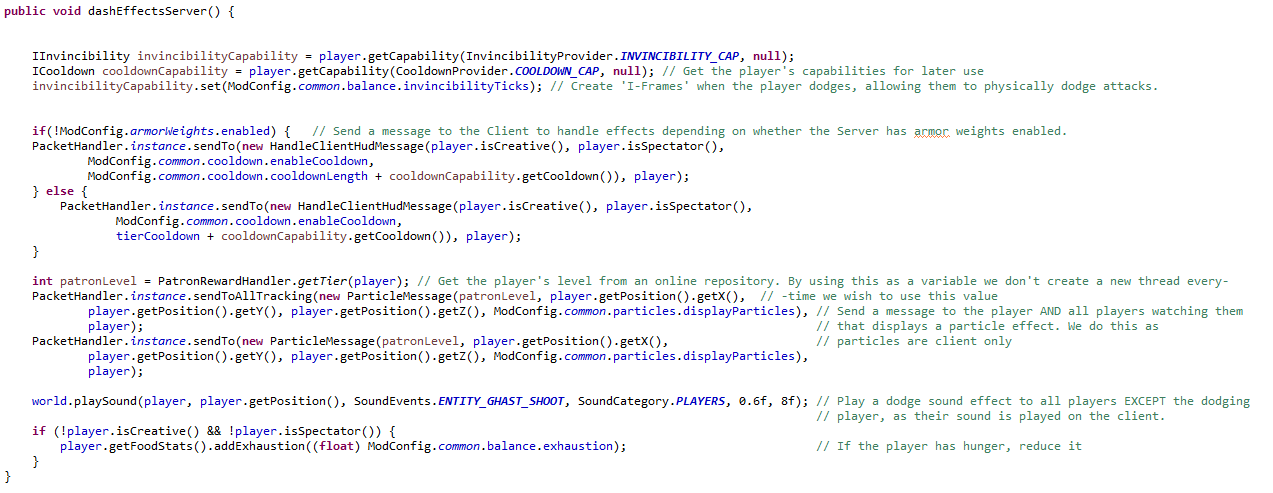 public void dashEffectsServer() {
IInvincibility invincibilityCapability = player.getCapability(InvincibilityProvider.INVINCIBILITY_CAP, null);
ICooldown cooldownCapability = player.getCapability(CooldownProvider.COOLDOWN_CAP, null); // Get the player's capabilities for later use
invincibilityCapability.set(ModConfig.common.balance.invincibilityTicks); // Create 'I-Frames' when the player dodges, allowing them to physically dodge attacks.
if(!ModConfig.armorWeights.enabled) { // Send a message to the Client to handle effects depending on whether the Server has armor weights enabled.
PacketHandler.instance.sendTo(new HandleClientHudMessage(player.isCreative(), player.isSpectator(),
ModConfig.common.cooldown.enableCooldown,
ModConfig.common.cooldown.cooldownLength + cooldownCapability.getCooldown()), player);
} else {
PacketHandler.instance.sendTo(new HandleClientHudMessage(player.isCreative(), player.isSpectator(),
ModConfig.common.cooldown.enableCooldown,
tierCooldown + cooldownCapability.getCooldown()), player);
}
int patronLevel = PatronRewardHandler.getTier(player); // Get the player's level from an online repository. By using this as a variable we don't create a new thread every-
PacketHandler.instance.sendToAllTracking(new ParticleMessage(patronLevel, player.getPosition().getX(), // -time we wish to use this value
player.getPosition().getY(), player.getPosition().getZ(), ModConfig.common.particles.displayParticles), // Send a message to the player AND all players watching them
player); // that displays a particle effect. We do this as
PacketHandler.instance.sendTo(new ParticleMessage(patronLevel, player.getPosition().getX(), // particles are client only
player.getPosition().getY(), player.getPosition().getZ(), ModConfig.common.particles.displayParticles),
player);
world.playSound(player, player.getPosition(), SoundEvents.ENTITY_GHAST_SHOOT, SoundCategory.PLAYERS, 0.6f, 8f); // Play a dodge sound effect to all players EXCEPT the dodging
// player, as their sound is played on the client.
if (!player.isCreative() && !player.isSpectator()) {
player.getFoodStats().addExhaustion((float) ModConfig.common.balance.exhaustion); // If the player has hunger, reduce it
}
}